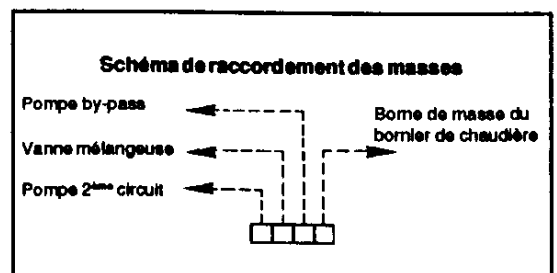 Schéma de raccordement des masses
Pompe by-pass
Borne de masse du
bornier de chaudière
Vanne mélangeuse
Pompe 2ème circuit